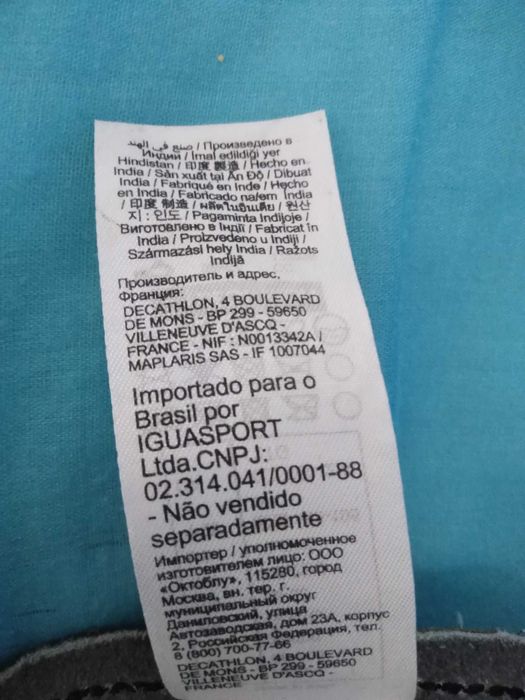 صنع في الهند / Произведено в
Индии / Imal edildiği yer
Hindistan / 印度 製造 / Hecho en
India / Sản xuất tại Ấn Độ / Dibuat
India / Fabriqué en Inde / Hecho
en India / Fabricado na/em India
/ 印度 制造 / ผลิตในอินเดีย / 원산
지 : 인도 / Pagaminta Indijoje /
Виготовлено в Індії / Fabricat în
India / Proizvedeno u Indiji /
Származási hely India / Ražots
Indijā
Производитель и адрес,
Франция:
DECATHLON, 4 BOULEVARD
DE MONS - BP 299 - 59650
VILLENEUVE D'ASCQ -
FRANCE - NIF : N0013342A /
MAPLARIS SAS - IF 1007044
Importado para o
Brasil por
IGUASPORT
Ltda.CNPJ:
02.314.041/0001-88
- Não vendido
separadamente
Импортер / уполномоченное
изготовителем лицо: ООО
«Октоблу», 115280, город
Москва, вн. тер. г.
муниципальный округ
Даниловский, улица
Автозаводская, дом 23А, корпус
2, Российская Федерация, тел.
8 (800) 700-77-66
DECATHLON, 4 BOULEVARD
DE MONS - BP 299 - 59650
VILLENEUVE D'ASCQ -
FRANCE